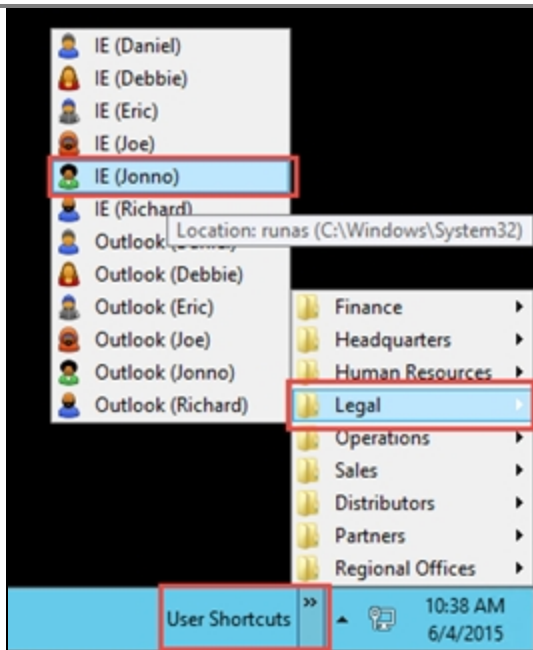 IE (Daniel)
IE (Debbie)
IE (Eric)
IE (Joe)
IE (Jonno)
IE (Richard)
Location: runas (C:\Windows\System32)
Outlook (Daniel)
Outlook (Debbie)
Outlook (Eric)
Outlook (Joe)
Outlook (Jonno)
Outlook (Richard)
Finance
Headquarters
Human Resources
Legal
Operations
Sales
Distributors
Partners
Regional Offices
User Shortcuts
»
10:38 AM
6/4/2015